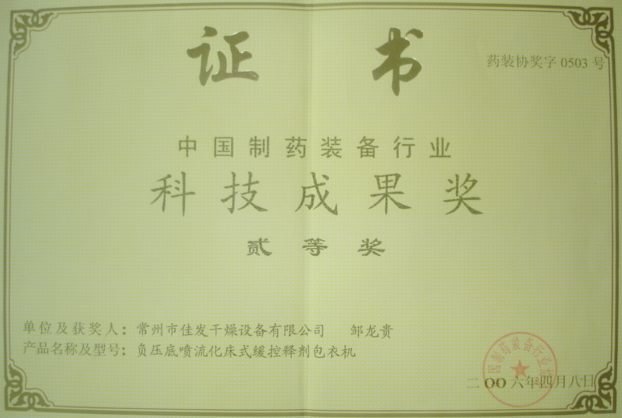 证书
药装协奖字 0503 号
中国制药装备行业
科技成果奖
贰等奖
单位及获奖人：常州市佳发干燥设备有限公司 邹龙贵
产品名称及型号：负压底喷流化床式缓控释剂包衣机
二OO六年四月八日